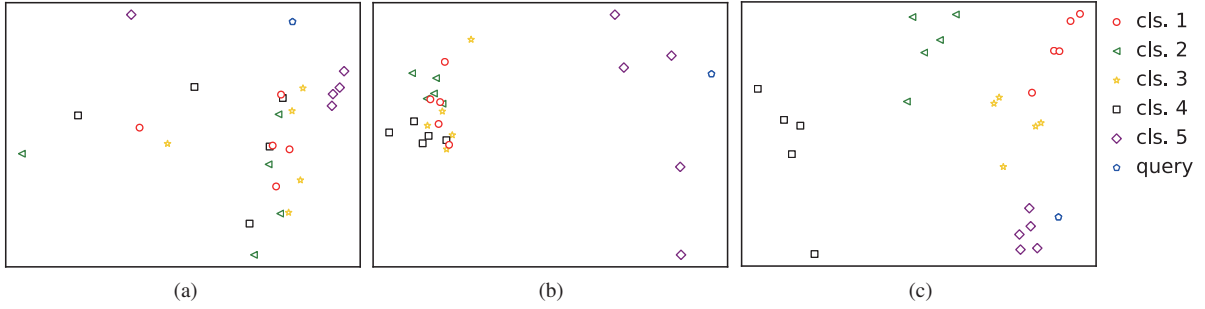 cls. 1
cls. 2
cls. 3
cls. 4
cls. 5
query
(a)
(b)
(c)